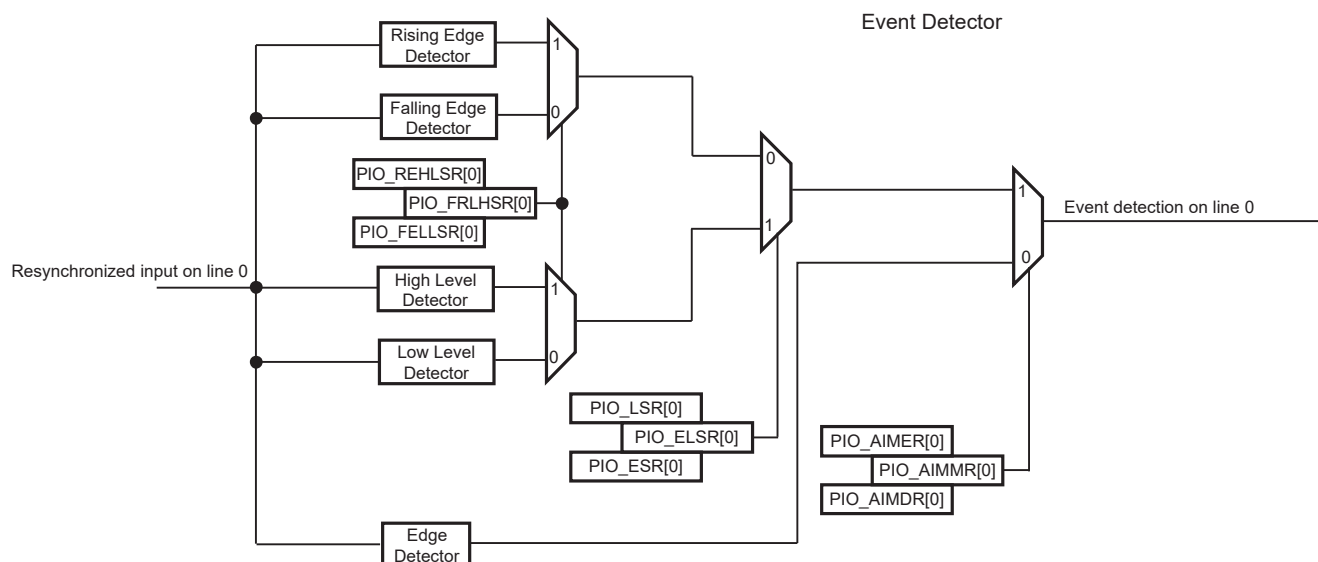 Event Detector
Rising Edge
Detector
1
Falling Edge
Detector
0
PIO_REHLSR[0]
PIO_FRLHSR[0]
PIO_FELLSR[0]
0
1
1
0
Event detection on line 0
Resynchronized input on line 0
High Level
Detector
1
Low Level
Detector
0
PIO_LSR[0]
PIO_ELSR[0]
PIO_ESR[0]
PIO_AIMER[0]
PIO_AIMMR[0]
PIO_AIMDR[0]
Edge
Detector